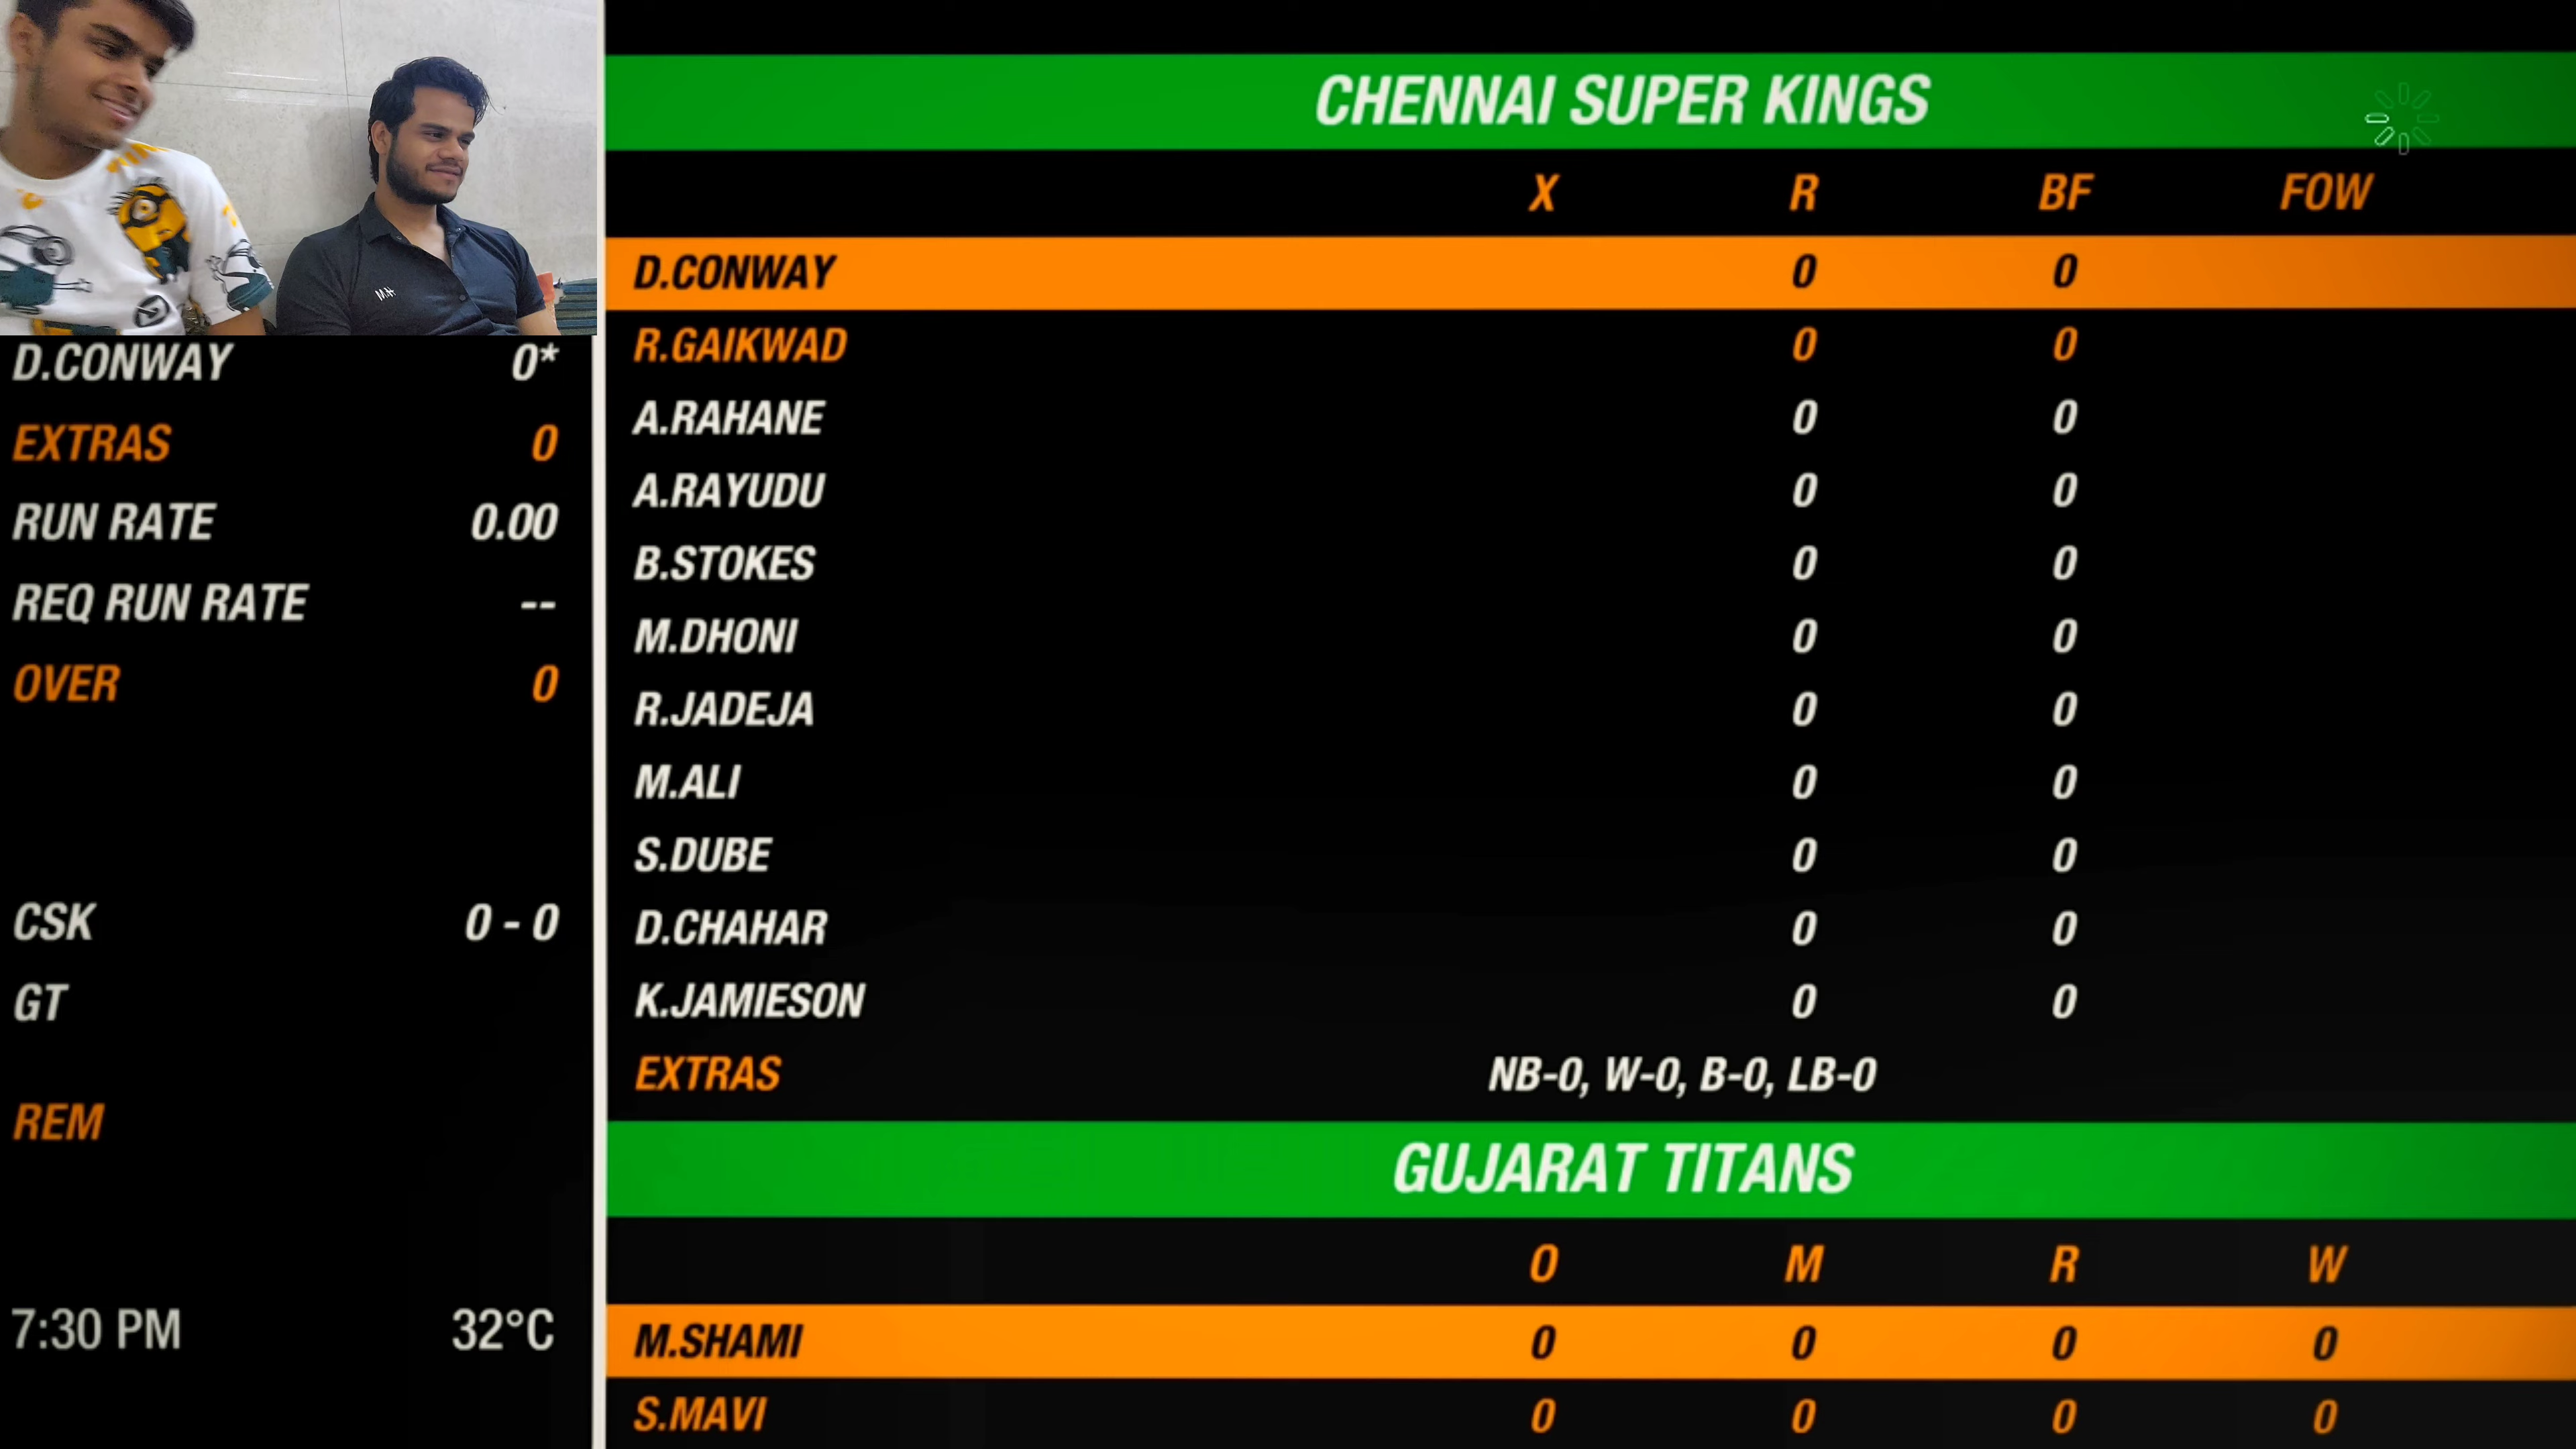 D.CONWAY 0*
EXTRAS 0
RUN RATE 0.00
REQ RUN RATE --
OVER 0
CSK 0 - 0
GT
REM
7:30 PM 32°C
CHENNAI SUPER KINGS
X R BF FOW
D.CONWAY 0 0
R.GAIKWAD 0 0
A.RAHANE 0 0
A.RAYUDU 0 0
B.STOKES 0 0
M.DHONI 0 0
R.JADEJA 0 0
M.ALI 0 0
S.DUBE 0 0
D.CHAHAR 0 0
K.JAMIESON 0 0
EXTRAS NB-0, W-0, B-0, LB-0
GUJARAT TITANS
O M R W
M.SHAMI 0 0 0 0
S.MAVI 0 0 0 0